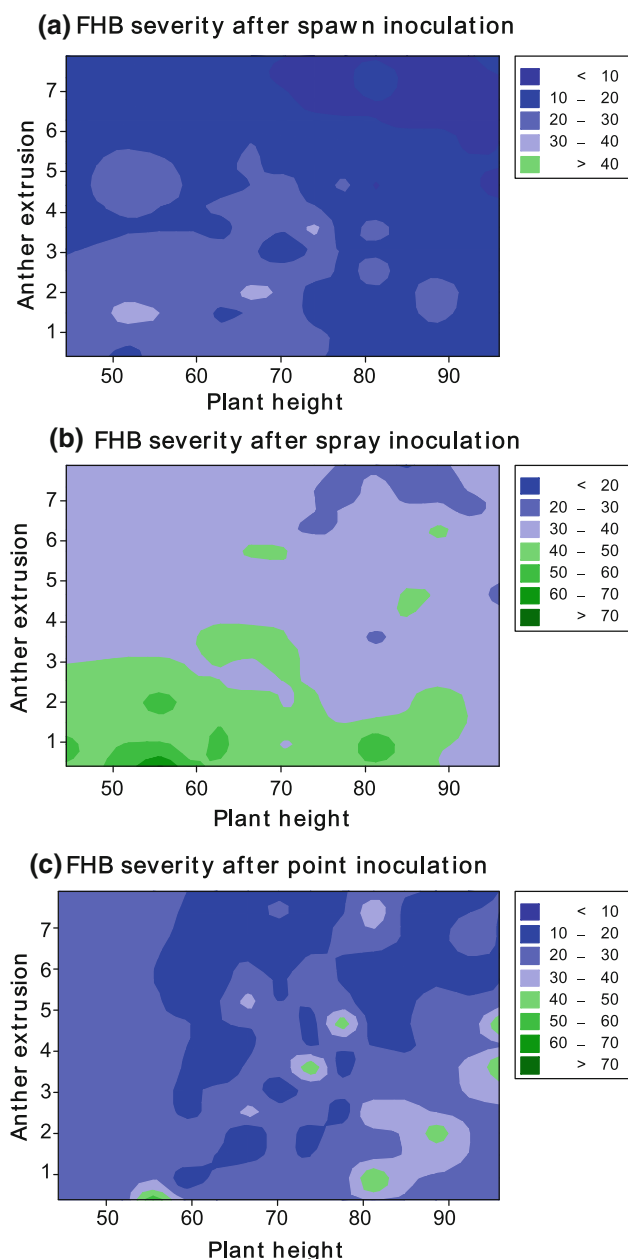 (a) FHB severity after spawn inoculation
7
6
5
4
3
2
1
Anther extrusion
50 60 70 80 90
Plant height
< 10
10 – 20
20 – 30
30 – 40
> 40
(b) FHB severity after spray inoculation
7
6
5
4
3
2
1
Anther extrusion
50 60 70 80 90
Plant height
< 20
20 – 30
30 – 40
40 – 50
50 – 60
60 – 70
> 70
(c) FHB severity after point inoculation
7
6
5
4
3
2
1
Anther extrusion
50 60 70 80 90
Plant height
< 10
10 – 20
20 – 30
30 – 40
40 – 50
50 – 60
60 – 70
> 70